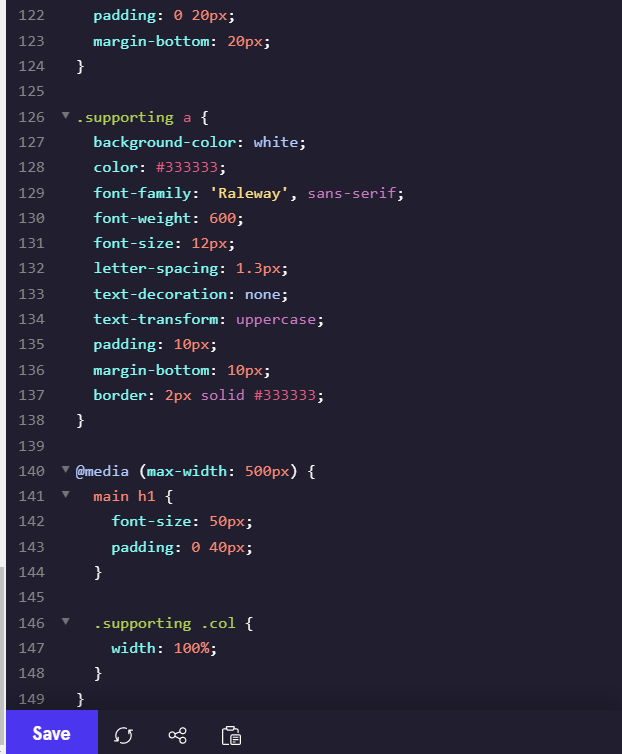 122 padding: 0 20px;
123 margin-bottom: 20px;
124 }
125
126 .supporting a {
127 background-color: white;
128 color: #333333;
129 font-family: 'Raleway', sans-serif;
130 font-weight: 600;
131 font-size: 12px;
132 letter-spacing: 1.3px;
133 text-decoration: none;
134 text-transform: uppercase;
135 padding: 10px;
136 margin-bottom: 10px;
137 border: 2px solid #333333;
138 }
139
140 @media (max-width: 500px) {
141 main h1 {
142 font-size: 50px;
143 padding: 0 40px;
144 }
145
146 .supporting .col {
147 width: 100%;
148 }
149 }
Save